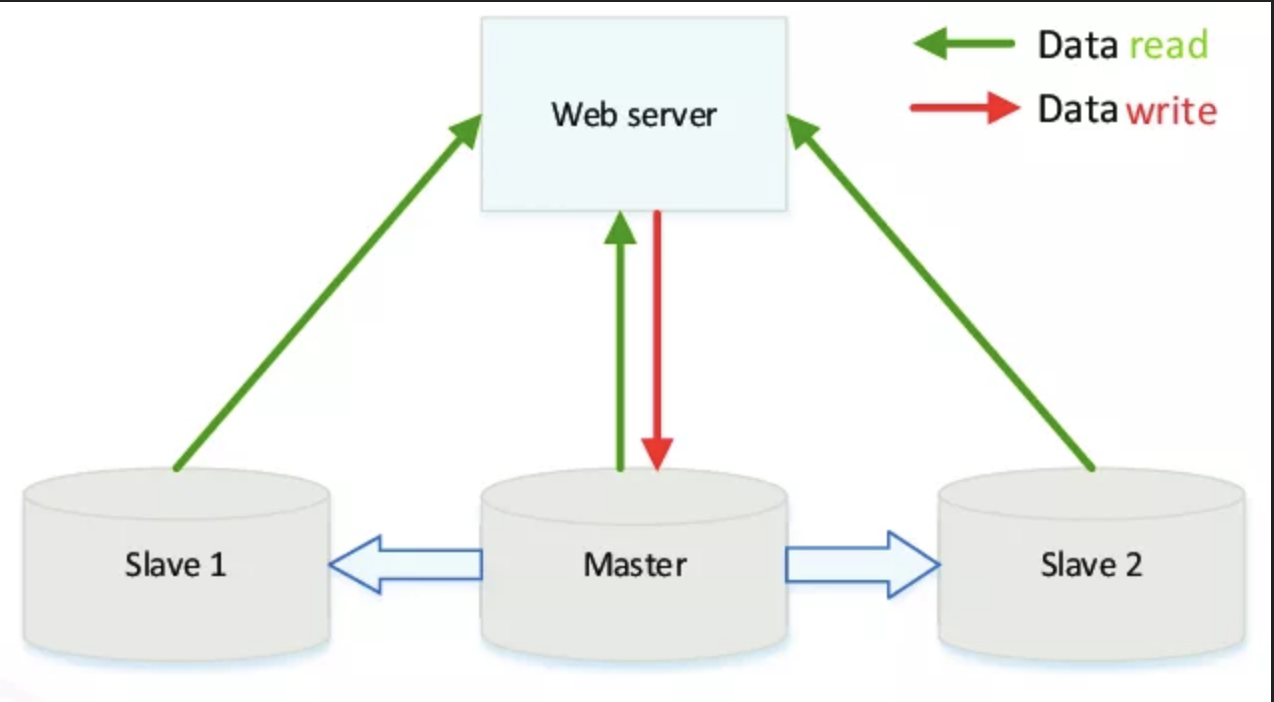 Data read
Data write
Web server
Slave 1
Master
Slave 2